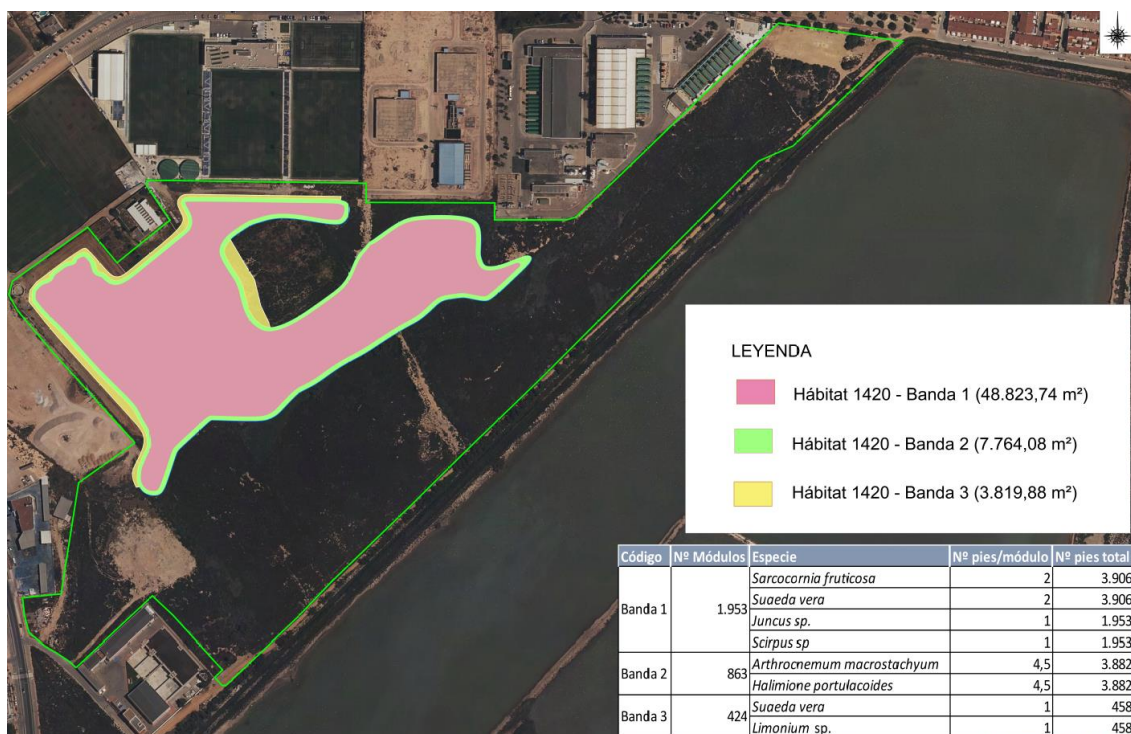 LEYENDA
Hábitat 1420 - Banda 1 (48.823,74 m²)
Hábitat 1420 - Banda 2 (7.764,08 m²)
Hábitat 1420 - Banda 3 (3.819,88 m²)
Código Nº Módulos Especie Nº pies/módulo Nº pies total
Banda 1 1.953 Sarcocornia fruticosa 2 3.906
Suaeda vera 2 3.906
Juncus sp. 1 1.953
Scirpus sp 1 1.953
Banda 2 863 Arthrocnemum macrostachyum 4,5 3.882
Halimione portulacoides 4,5 3.882
Banda 3 424 Suaeda vera 1 458
Limonium sp. 1 458